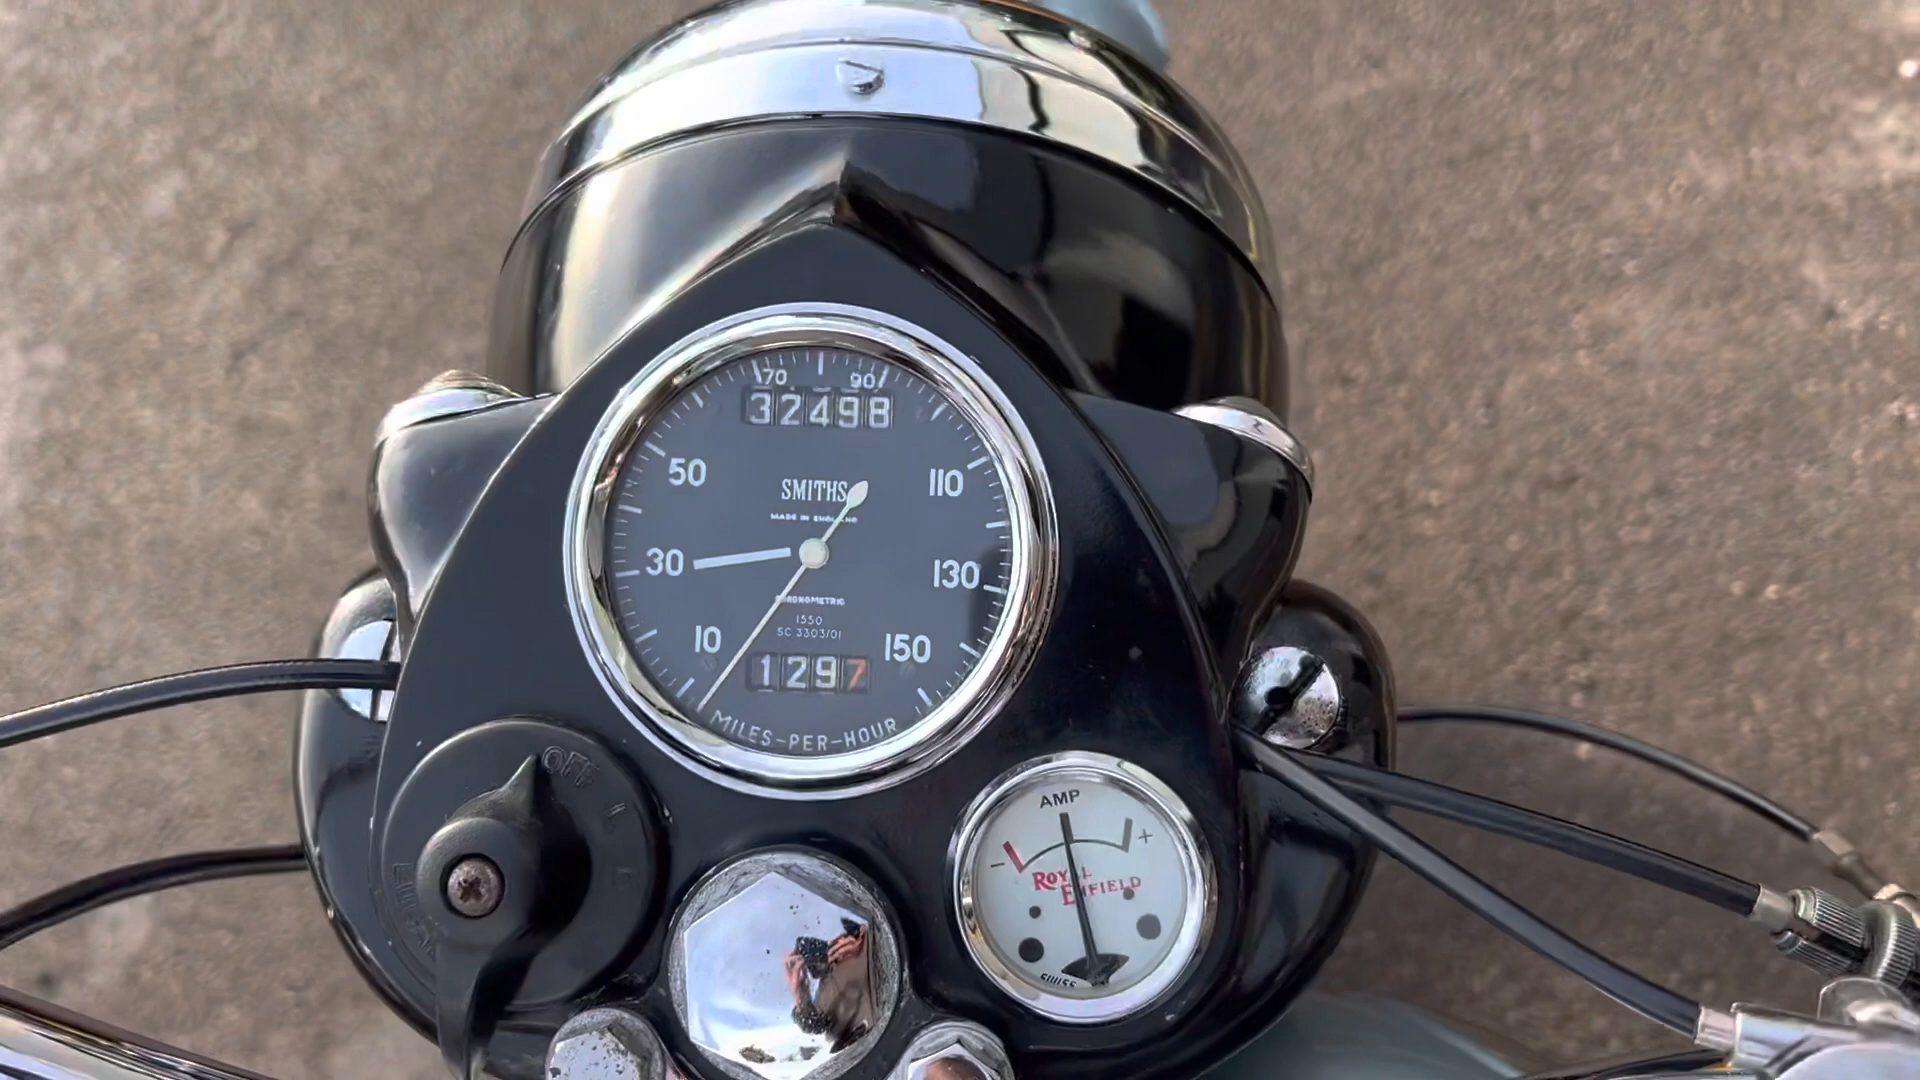 70 90
32498
50
110
SMITHS
MADE IN ENGLAND
30
130
CHRONOMETRIC
1550
SC 3303/01
10
150
1297
MILES-PER-HOUR
OFF
AMP
- +
ROYAL
ENFIELD
SWISS